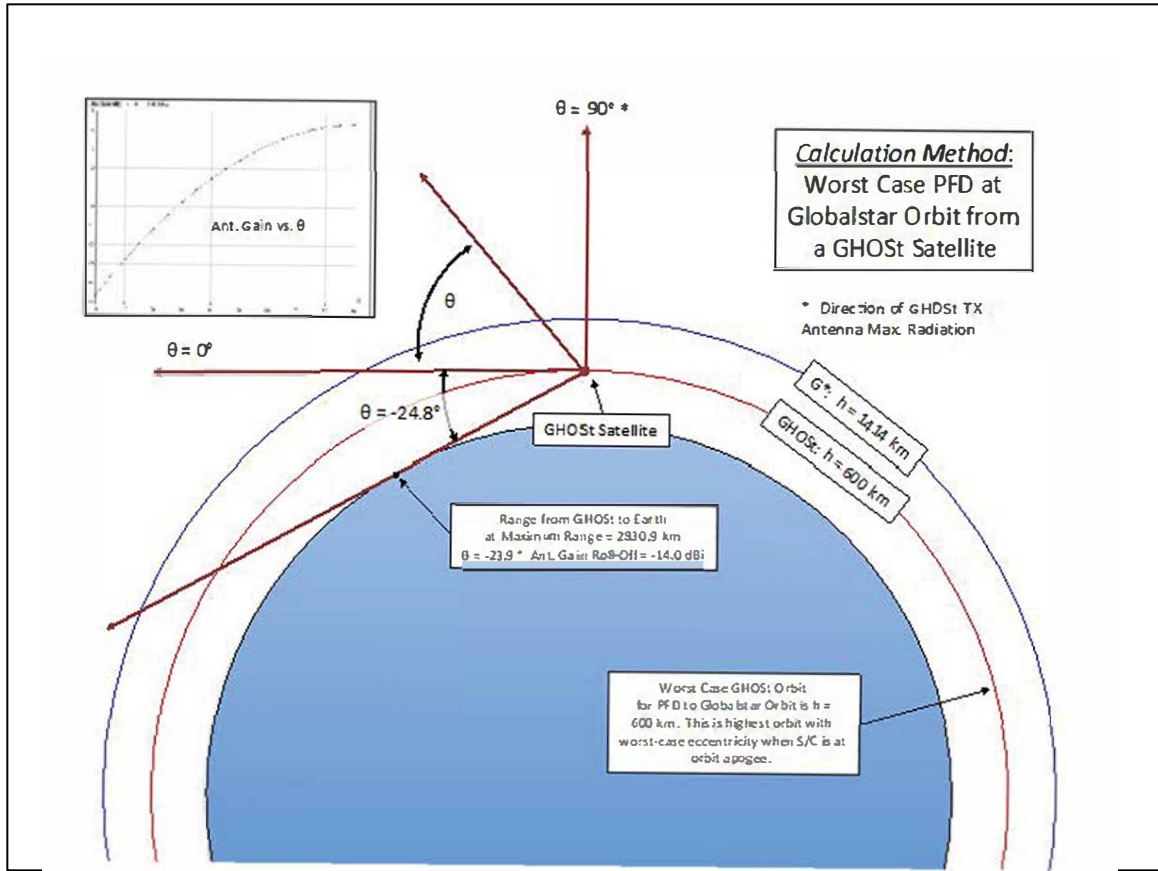 θ = 90° *
Calculation Method:
Worst Case PFD at
Globalstar Orbit from
a GHOSt Satellite
Ant. Gain vs. θ
* Direction of GHOSt TX
Antenna Max. Radiation
θ
θ = 0°
G*: h = 1414 km
GHOSt: h = 600 km
θ = -24.8°
GHOSt Satellite
Range from GHOSt to Earth
at Maximum Range = 2830.9 km
θ = -23.9 ° Ant. Gain Roll-Off = -14.0 dBi
Worst Case GHOSt Orbit
for PFD to Globalstar Orbit is h =
600 km. This is highest orbit with
worst-case eccentricity when S/C is at
orbit apogee.